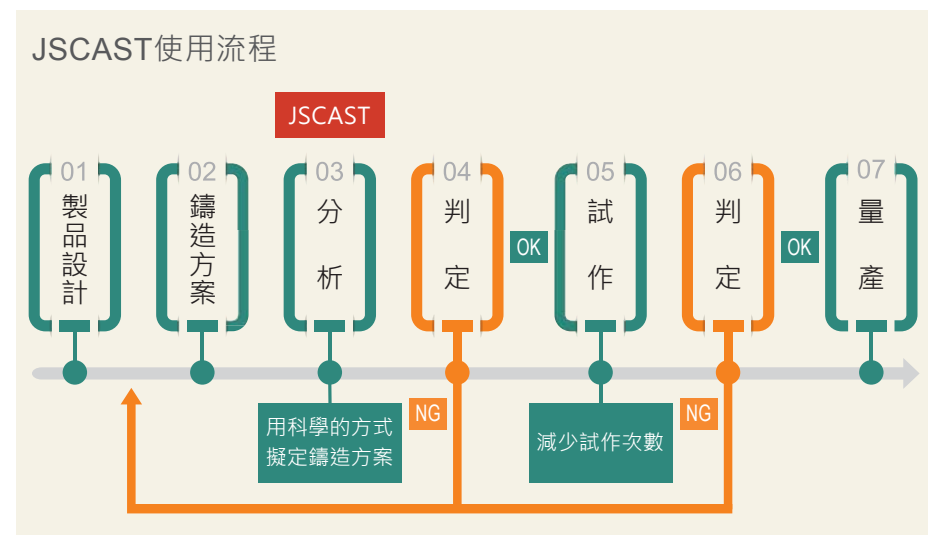 JSCAST使用流程
JSCAST
01
製品設計
02
鑄造方案
03
分析
04
判定
OK
05
試作
06
判定
OK
07
量產
用科學的方式
擬定鑄造方案
NG
減少試作次數
NG